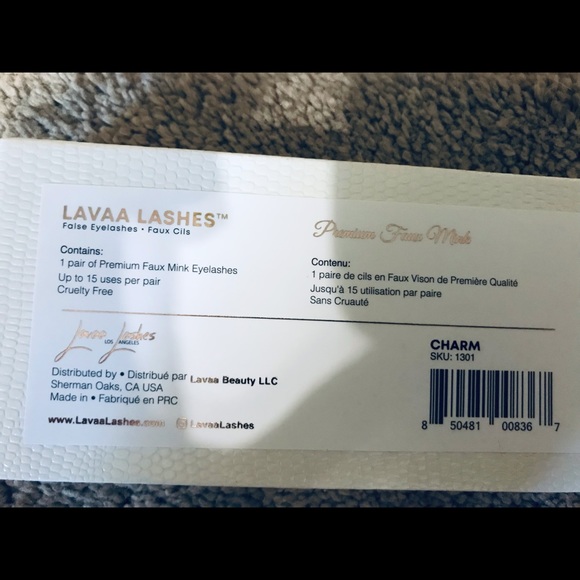 LAVAA LASHES™
False Eyelashes • Faux Cils
Premium Faux Mink
Contains:
1 pair of Premium Faux Mink Eyelashes
Up to 15 uses per pair
Cruelty Free
Contenu:
1 paire de cils en Faux Vison de Première Qualité
Jusqu'à 15 utilisation par paire
Sans Cruauté
Lavaa Lashes
LOS ANGELES
Distributed by • Distribué par Lavaa Beauty LLC
Sherman Oaks, CA USA
Made in • Fabriqué en PRC
www.LavaaLashes.com
LavaaLashes
CHARM
SKU: 1301
8 50481 00836 7